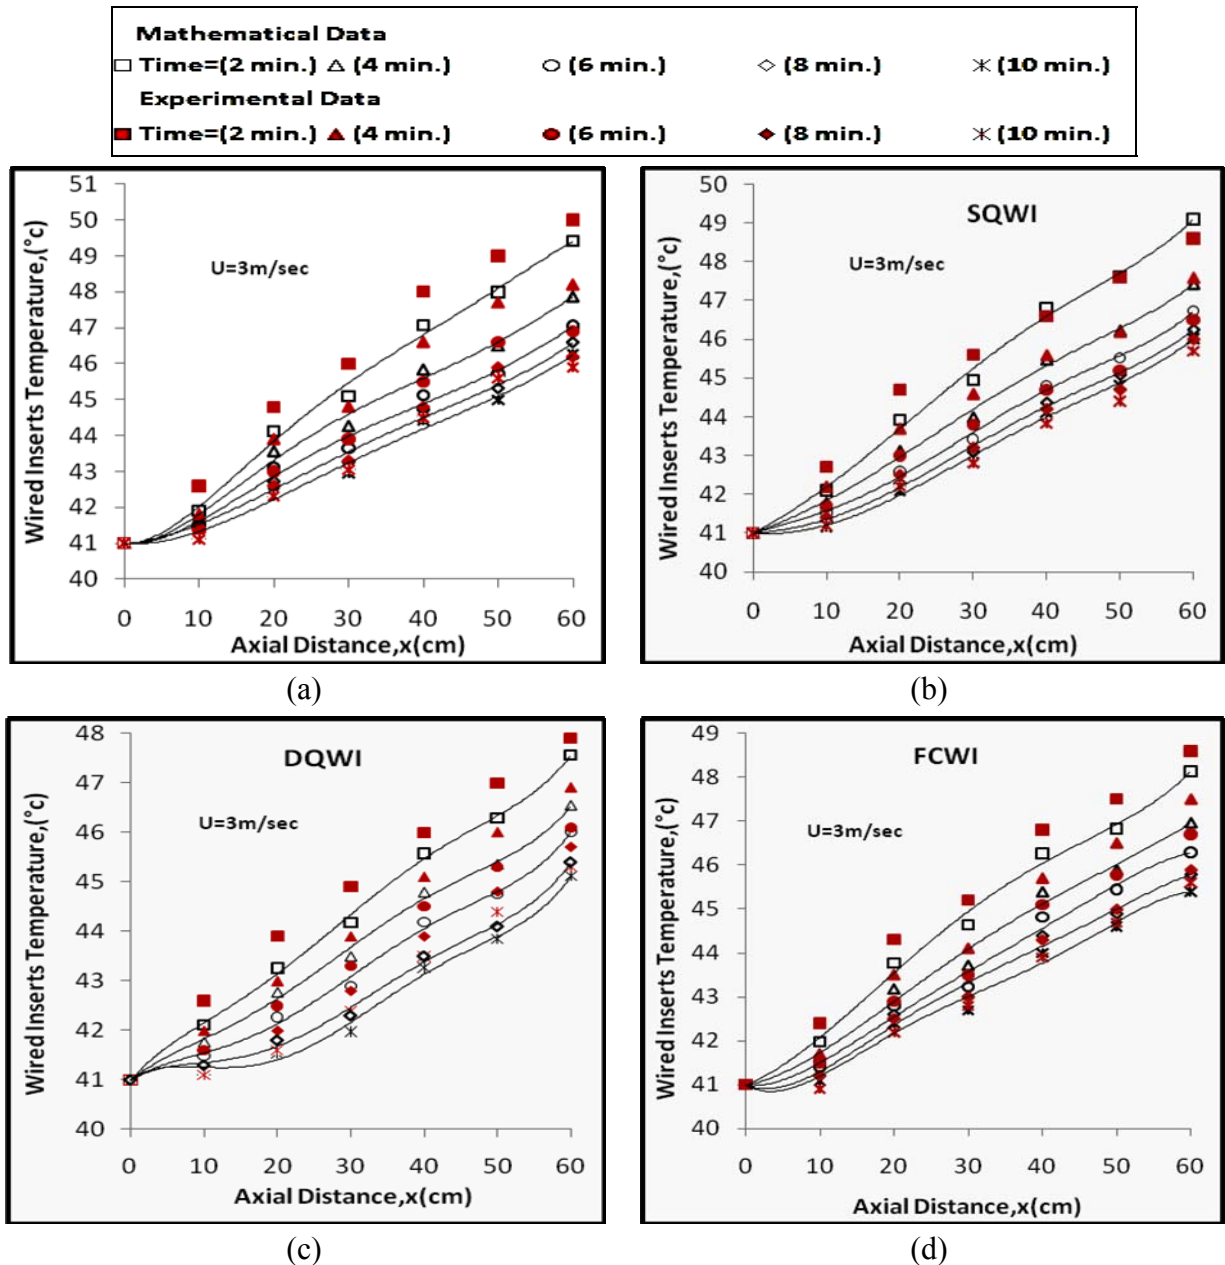 Mathematical Data
Time=(2 min.) (4 min.) (6 min.) (8 min.) (10 min.)
Experimental Data
Time=(2 min.) (4 min.) (6 min.) (8 min.) (10 min.)
Wired Inserts Temperature,(°c)
51
50
49
48
47
46
45
44
43
42
41
40
U=3m/sec
0 10 20 30 40 50 60
Axial Distance,x(cm)
(a)
Wired Inserts Temperature,(°c)
50
49
48
47
46
45
44
43
42
41
40
SQWI
U=3m/sec
0 10 20 30 40 50 60
Axial Distance,x(cm)
(b)
Wired Inserts Temperature,(°c)
48
47
46
45
44
43
42
41
40
DQWI
U=3m/sec
0 10 20 30 40 50 60
Axial Distance,x(cm)
(c)
Wired Inserts Temperature,(°c)
49
48
47
46
45
44
43
42
41
40
FCWI
U=3m/sec
0 10 20 30 40 50 60
Axial Distance,x(cm)
(d)